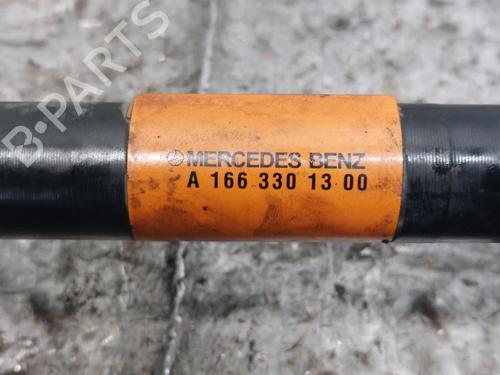 B-PARTS
MERCEDES BENZ
A 166 330 13 00